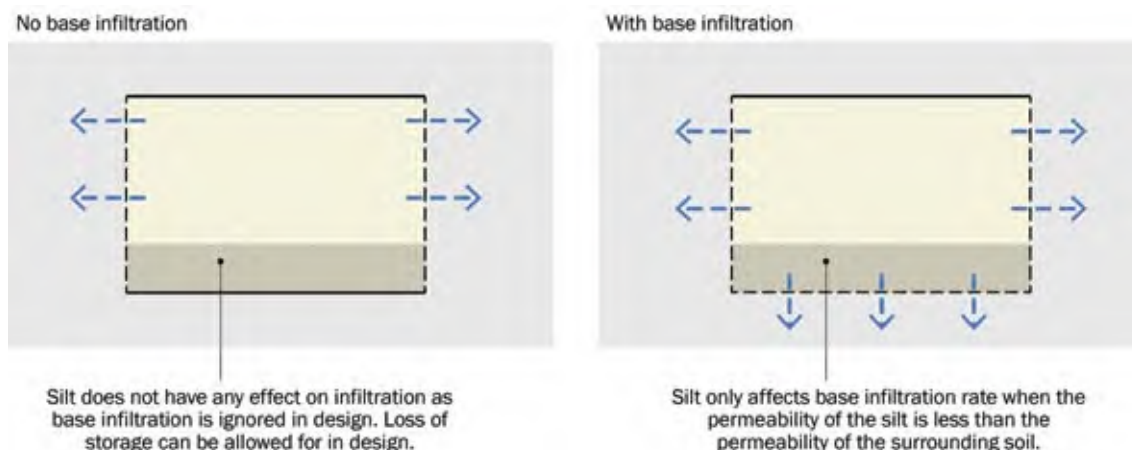 No base infiltration
With base infiltration
Silt does not have any effect on infiltration as
base infiltration is ignored in design. Loss of
storage can be allowed for in design.
Silt only affects base infiltration rate when the
permeability of the silt is less than the
permeability of the surrounding soil.